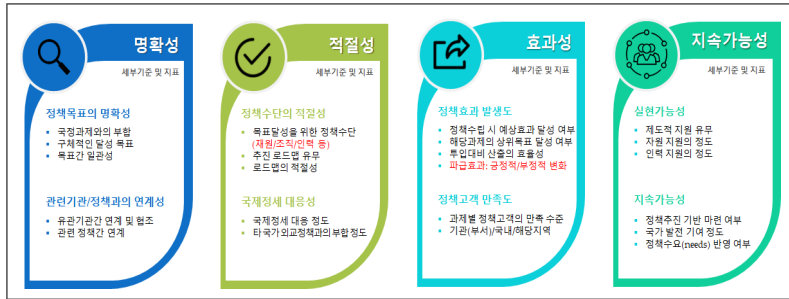 명확성
세부기준 및 지표
정책목표의 명확성
국정과제와의 부합
구체적인 달성 목표
목표간 일관성
관련기관/정책과의 연계성
유관기관간 연계 및 협조
관련 정책간 연계
적절성
세부기준 및 지표
정책수단의 적절성
목표달성을 위한 정책수단
(재원/조직/인력 등)
추진 로드맵 유무
로드맵의 적절성
국제정세 대응성
국제정세 대응 정도
타국가외교정책과의부합정도
효과성
세부기준 및 지표
정책효과 발생도
정책수립 시 예상효과 달성 여부
해당과제의 상위목표 달성 여부
투입대비 산출의 효율성
파급효과: 긍정적/부정적 변화
정책고객 만족도
과제별 정책고객의 만족 수준
기관(부서)/국내/해당지역
지속가능성
세부기준 및 지표
실현가능성
제도적 지원 유무
자원 지원의 정도
인력 지원의 정도
지속가능성
정책추진 기반 마련 여부
국가 발전 기여 정도
정책수요(needs) 반영 여부